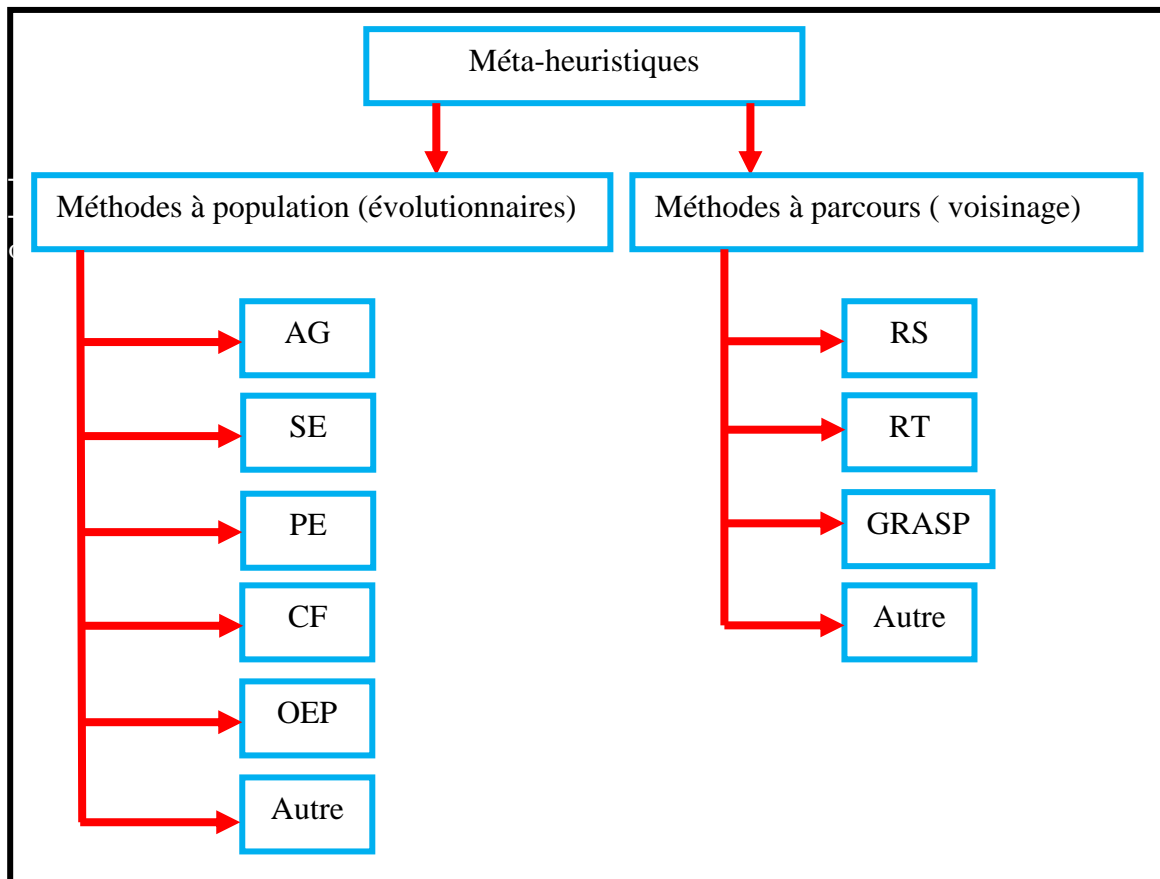 Méta-heuristiques
Méthodes à population (évolutionnaires)
Méthodes à parcours ( voisinage)
AG
SE
PE
CF
OEP
Autre
RS
RT
GRASP
Autre